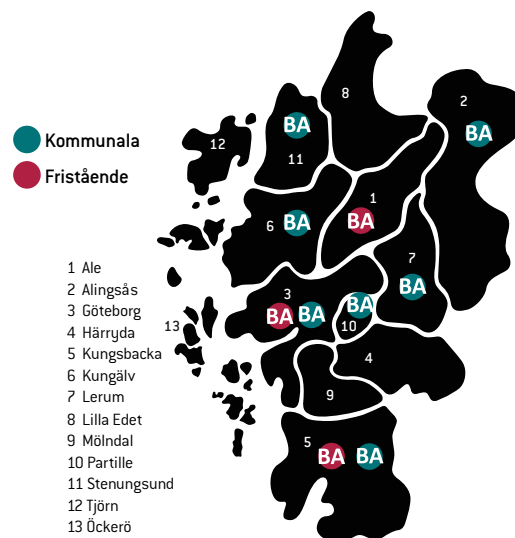 8
2
BA
BA
12
Kommunala
11
Fristående
1
6
BA
BA
7
1 Ale
2 Alingsås
3 Göteborg
4 Härryda
5 Kungsbacka
6 Kungälv
7 Lerum
8 Lilla Edet
9 Mölndal
10 Partille
11 Stenungsund
12 Tjörn
13 Öckerö
BA
3
BA
BA
BA
13
10
4
9
5
BA
BA